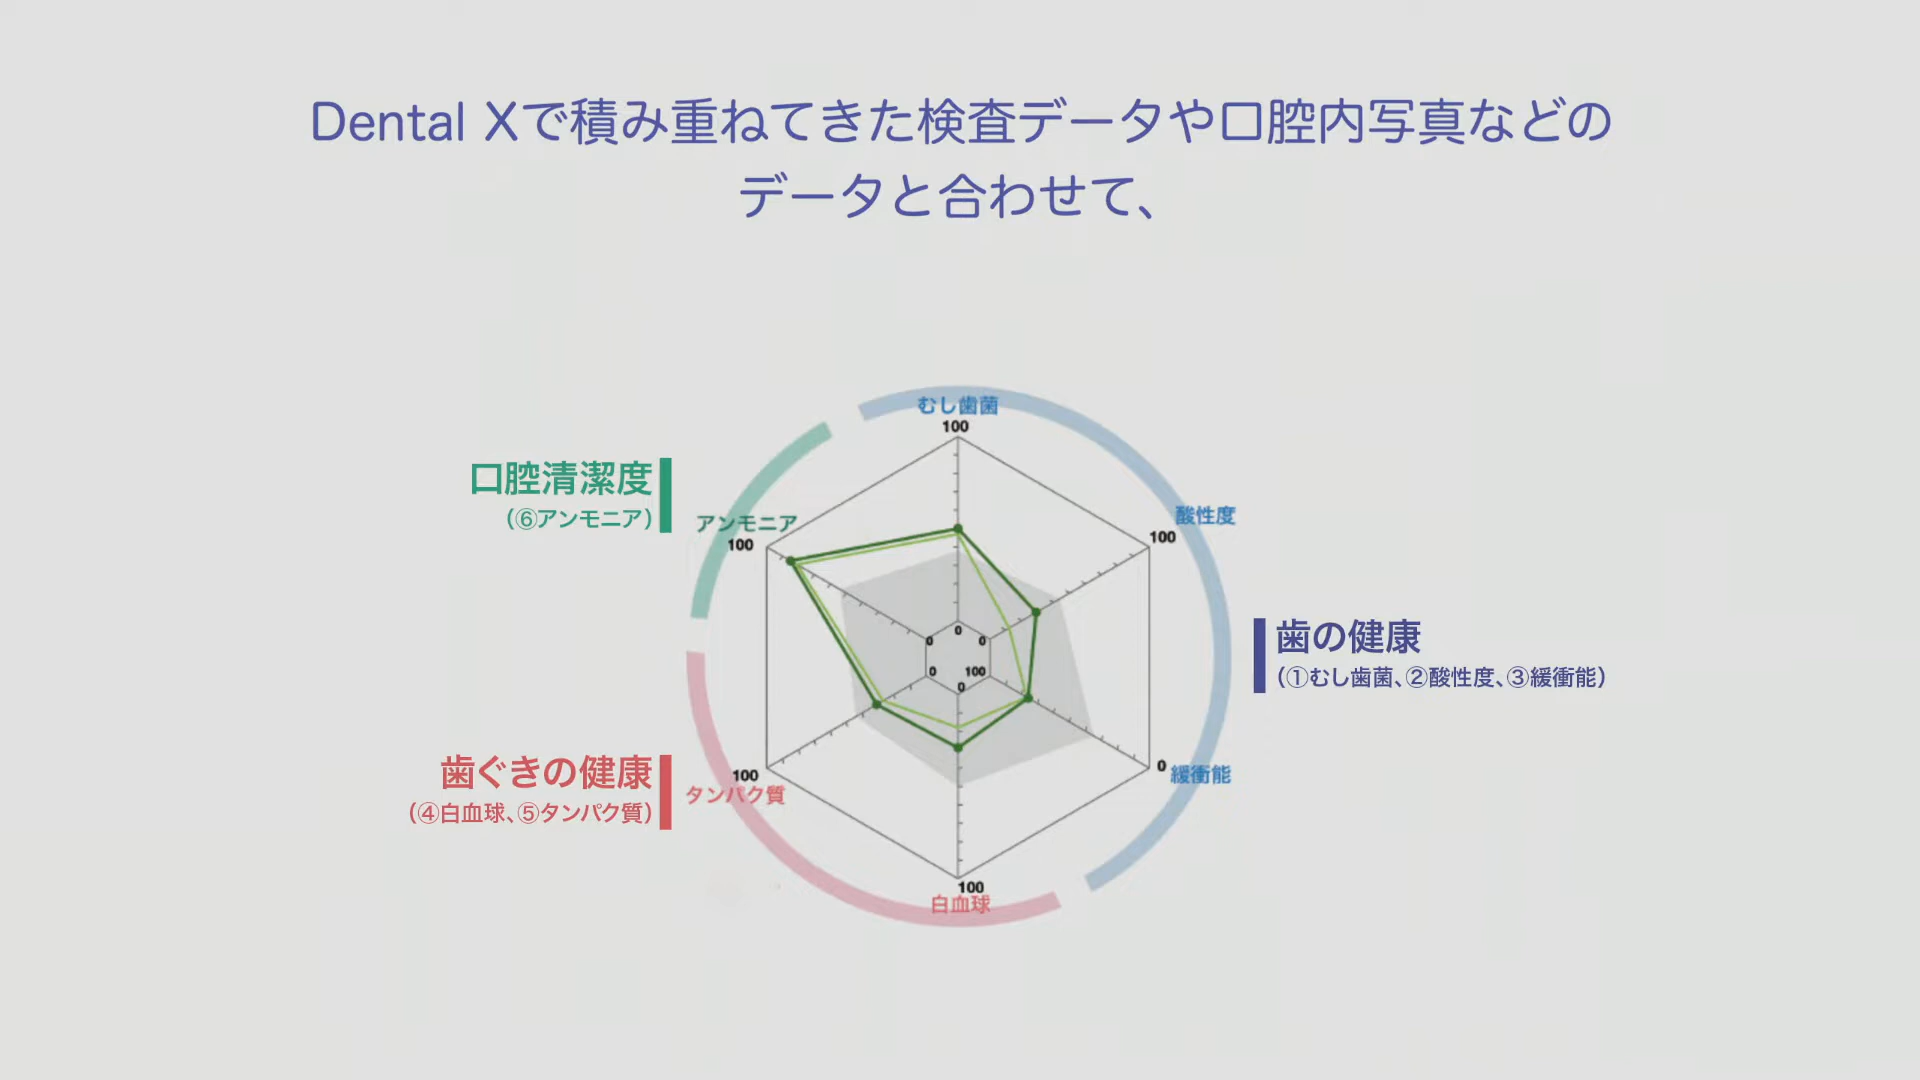 Dental Xで積み重ねてきた検査データや口腔内写真などの
データと合わせて、
むし歯菌
100
口腔清潔度
(⑥アンモニア)
アンモニア
100
酸性度
100
0
0
0
0
100
0
歯の健康
(①むし歯菌、②酸性度、③緩衝能)
歯ぐきの健康
(④白血球、⑤タンパク質)
100
タンパク質
0
緩衝能
100
白血球